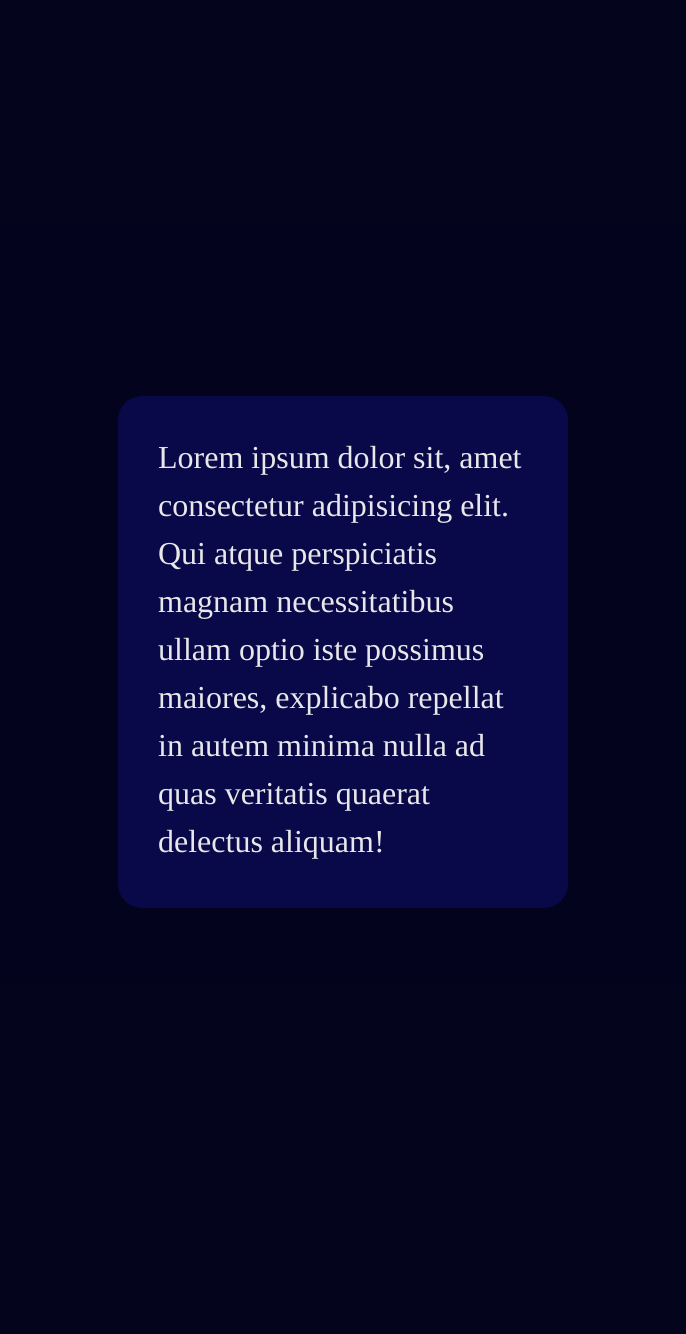 Lorem ipsum dolor sit, amet
consectetur adipisicing elit.
Qui atque perspiciatis
magnam necessitatibus
ullam optio iste possimus
maiores, explicabo repellat
in autem minima nulla ad
quas veritatis quaerat
delectus aliquam!